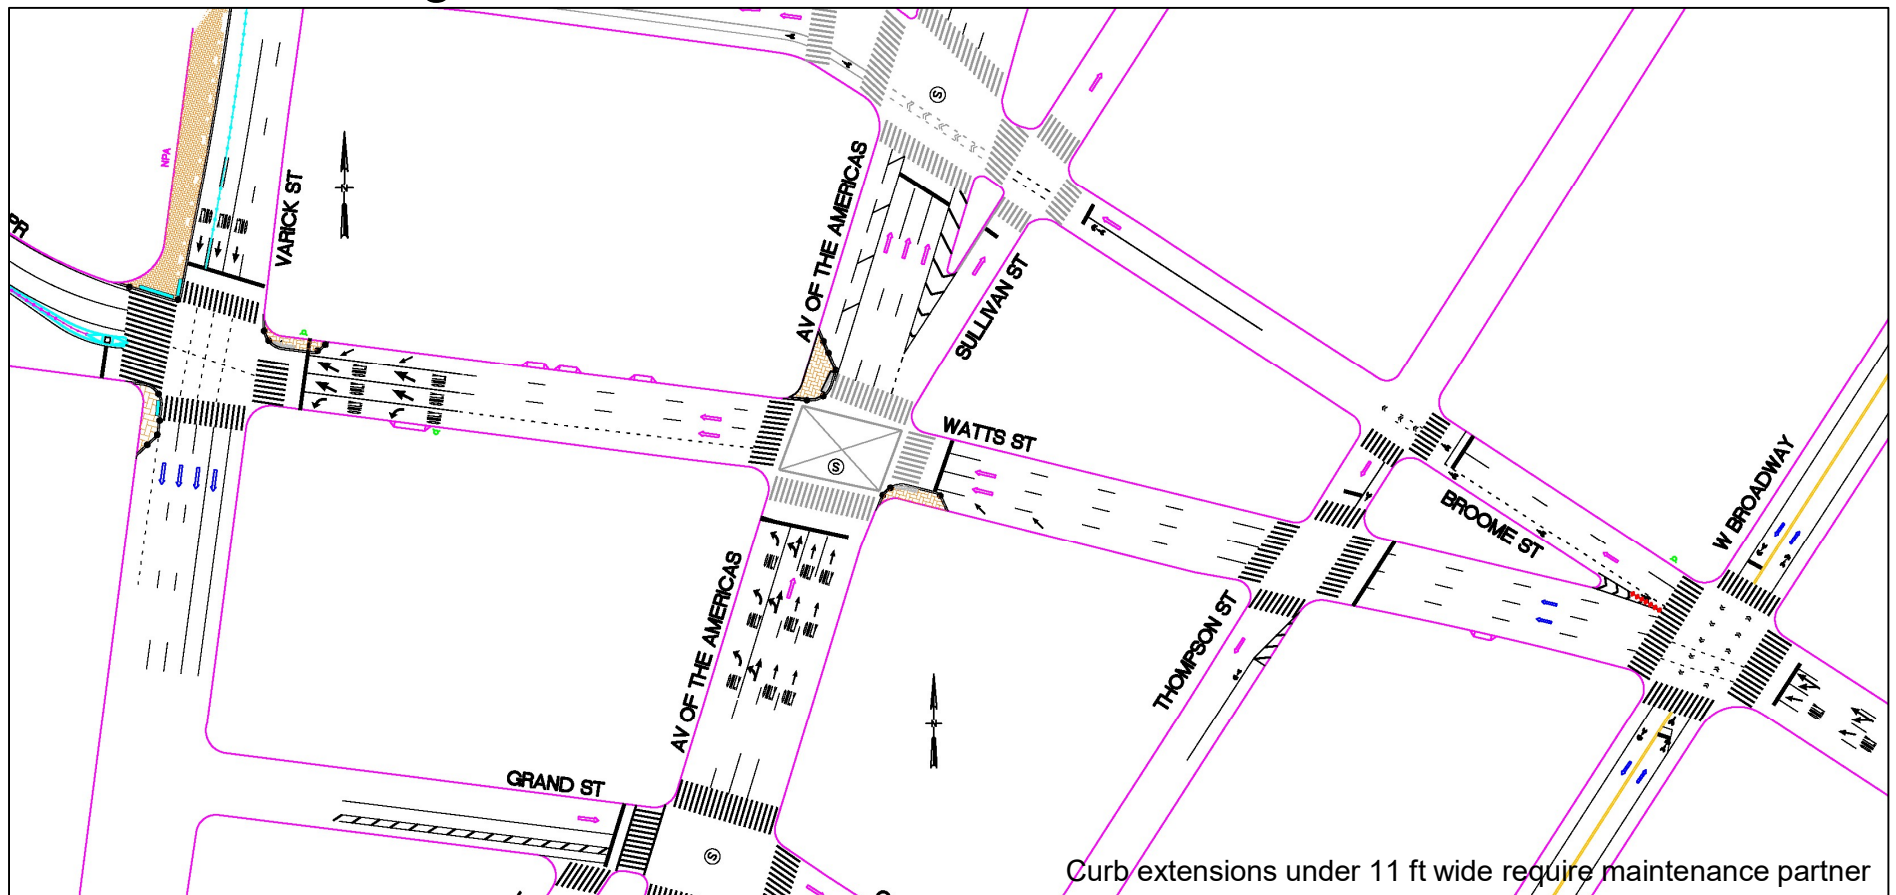 NPA
VARICK ST
AV OF THE AMERICAS
SULLIVAN ST
PR
WATTS ST
W BROADWAY
BROOME ST
AV OF THE AMERICAS
THOMPSON ST
GRAND ST
Curb extensions under 11 ft wide require maintenance partner